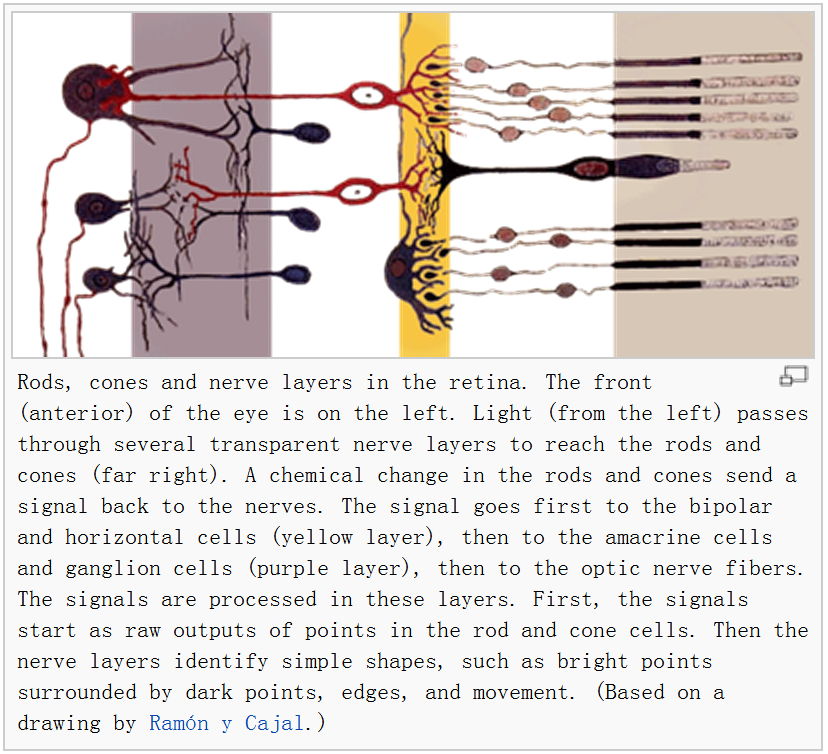 Rods, cones and nerve layers in the retina. The front
(anterior) of the eye is on the left. Light (from the left) passes
through several transparent nerve layers to reach the rods and
cones (far right). A chemical change in the rods and cones send a
signal back to the nerves. The signal goes first to the bipolar
and horizontal cells (yellow layer), then to the amacrine cells
and ganglion cells (purple layer), then to the optic nerve fibers.
The signals are processed in these layers. First, the signals
start as raw outputs of points in the rod and cone cells. Then the
nerve layers identify simple shapes, such as bright points
surrounded by dark points, edges, and movement. (Based on a
drawing by Ramón y Cajal.)